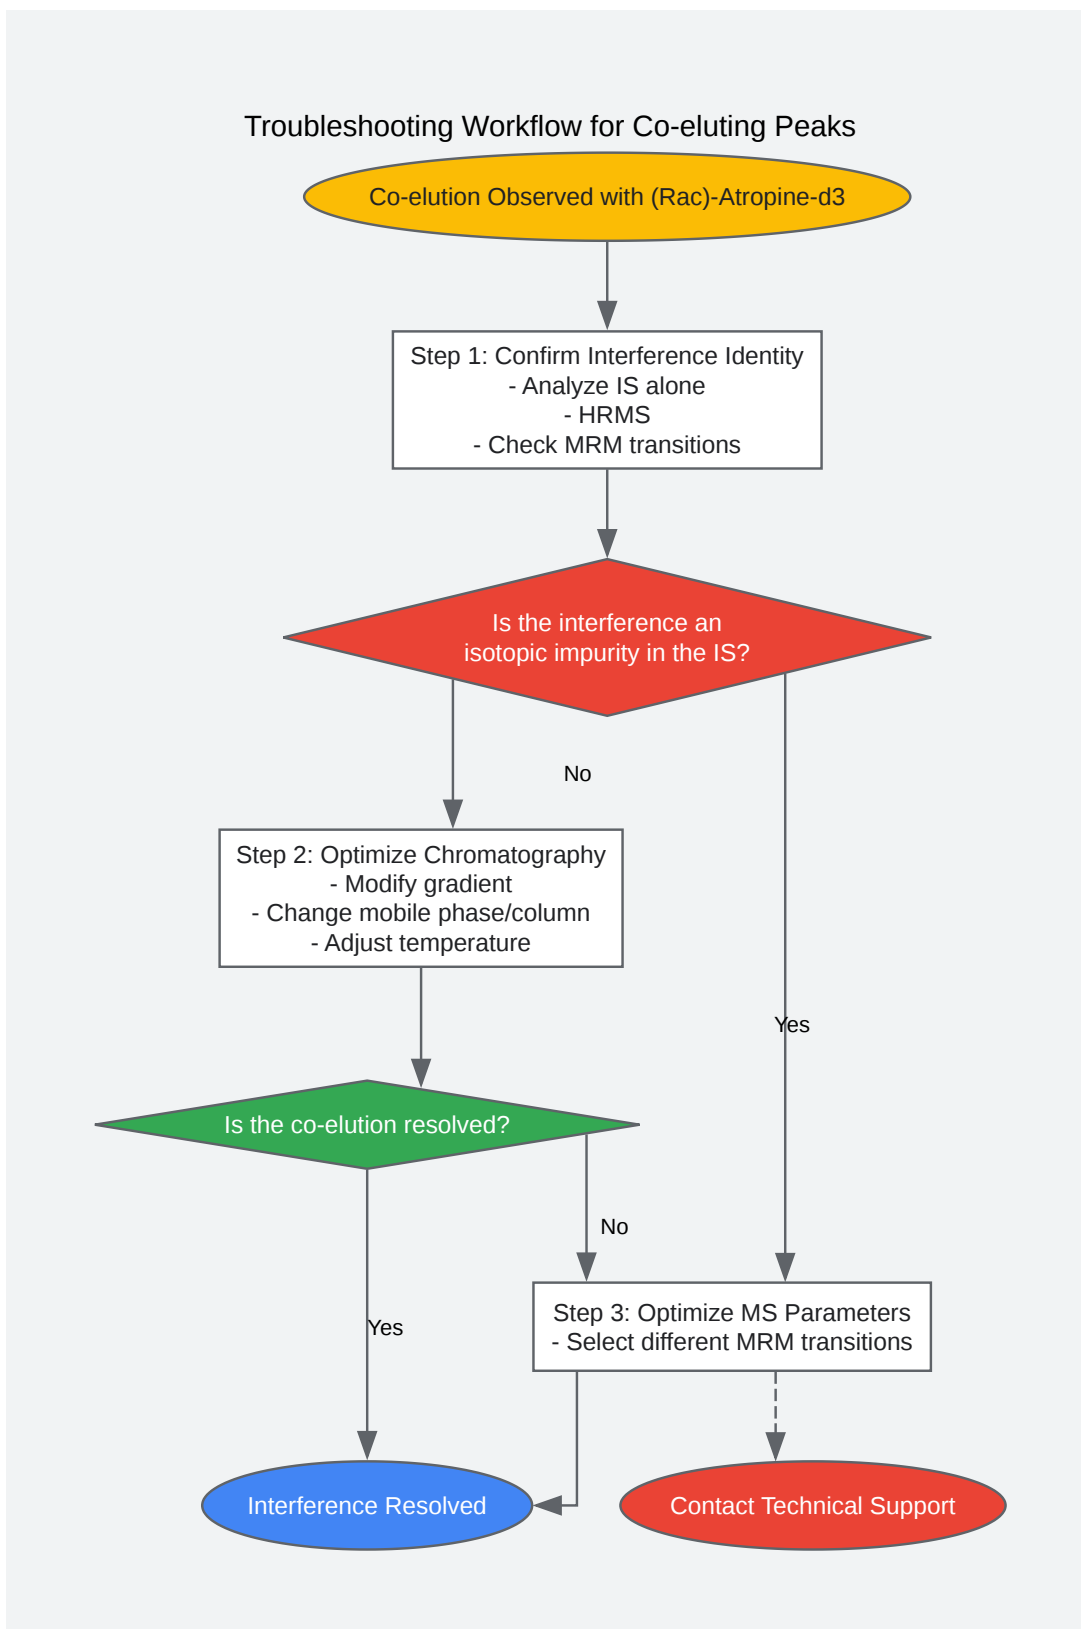 Troubleshooting Workflow for Co-eluting Peaks
Co-elution Observed with (Rac)-Atropine-d3
Step 1: Confirm Interference Identity
- Analyze IS alone
- HRMS
- Check MRM transitions
Is the interference an
isotopic impurity in the IS?
No
Step 2: Optimize Chromatography
- Modify gradient
- Change mobile phase/column
- Adjust temperature
Yes
Is the co-elution resolved?
No
Step 3: Optimize MS Parameters
- Select different MRM transitions
Yes
Interference Resolved
Contact Technical Support